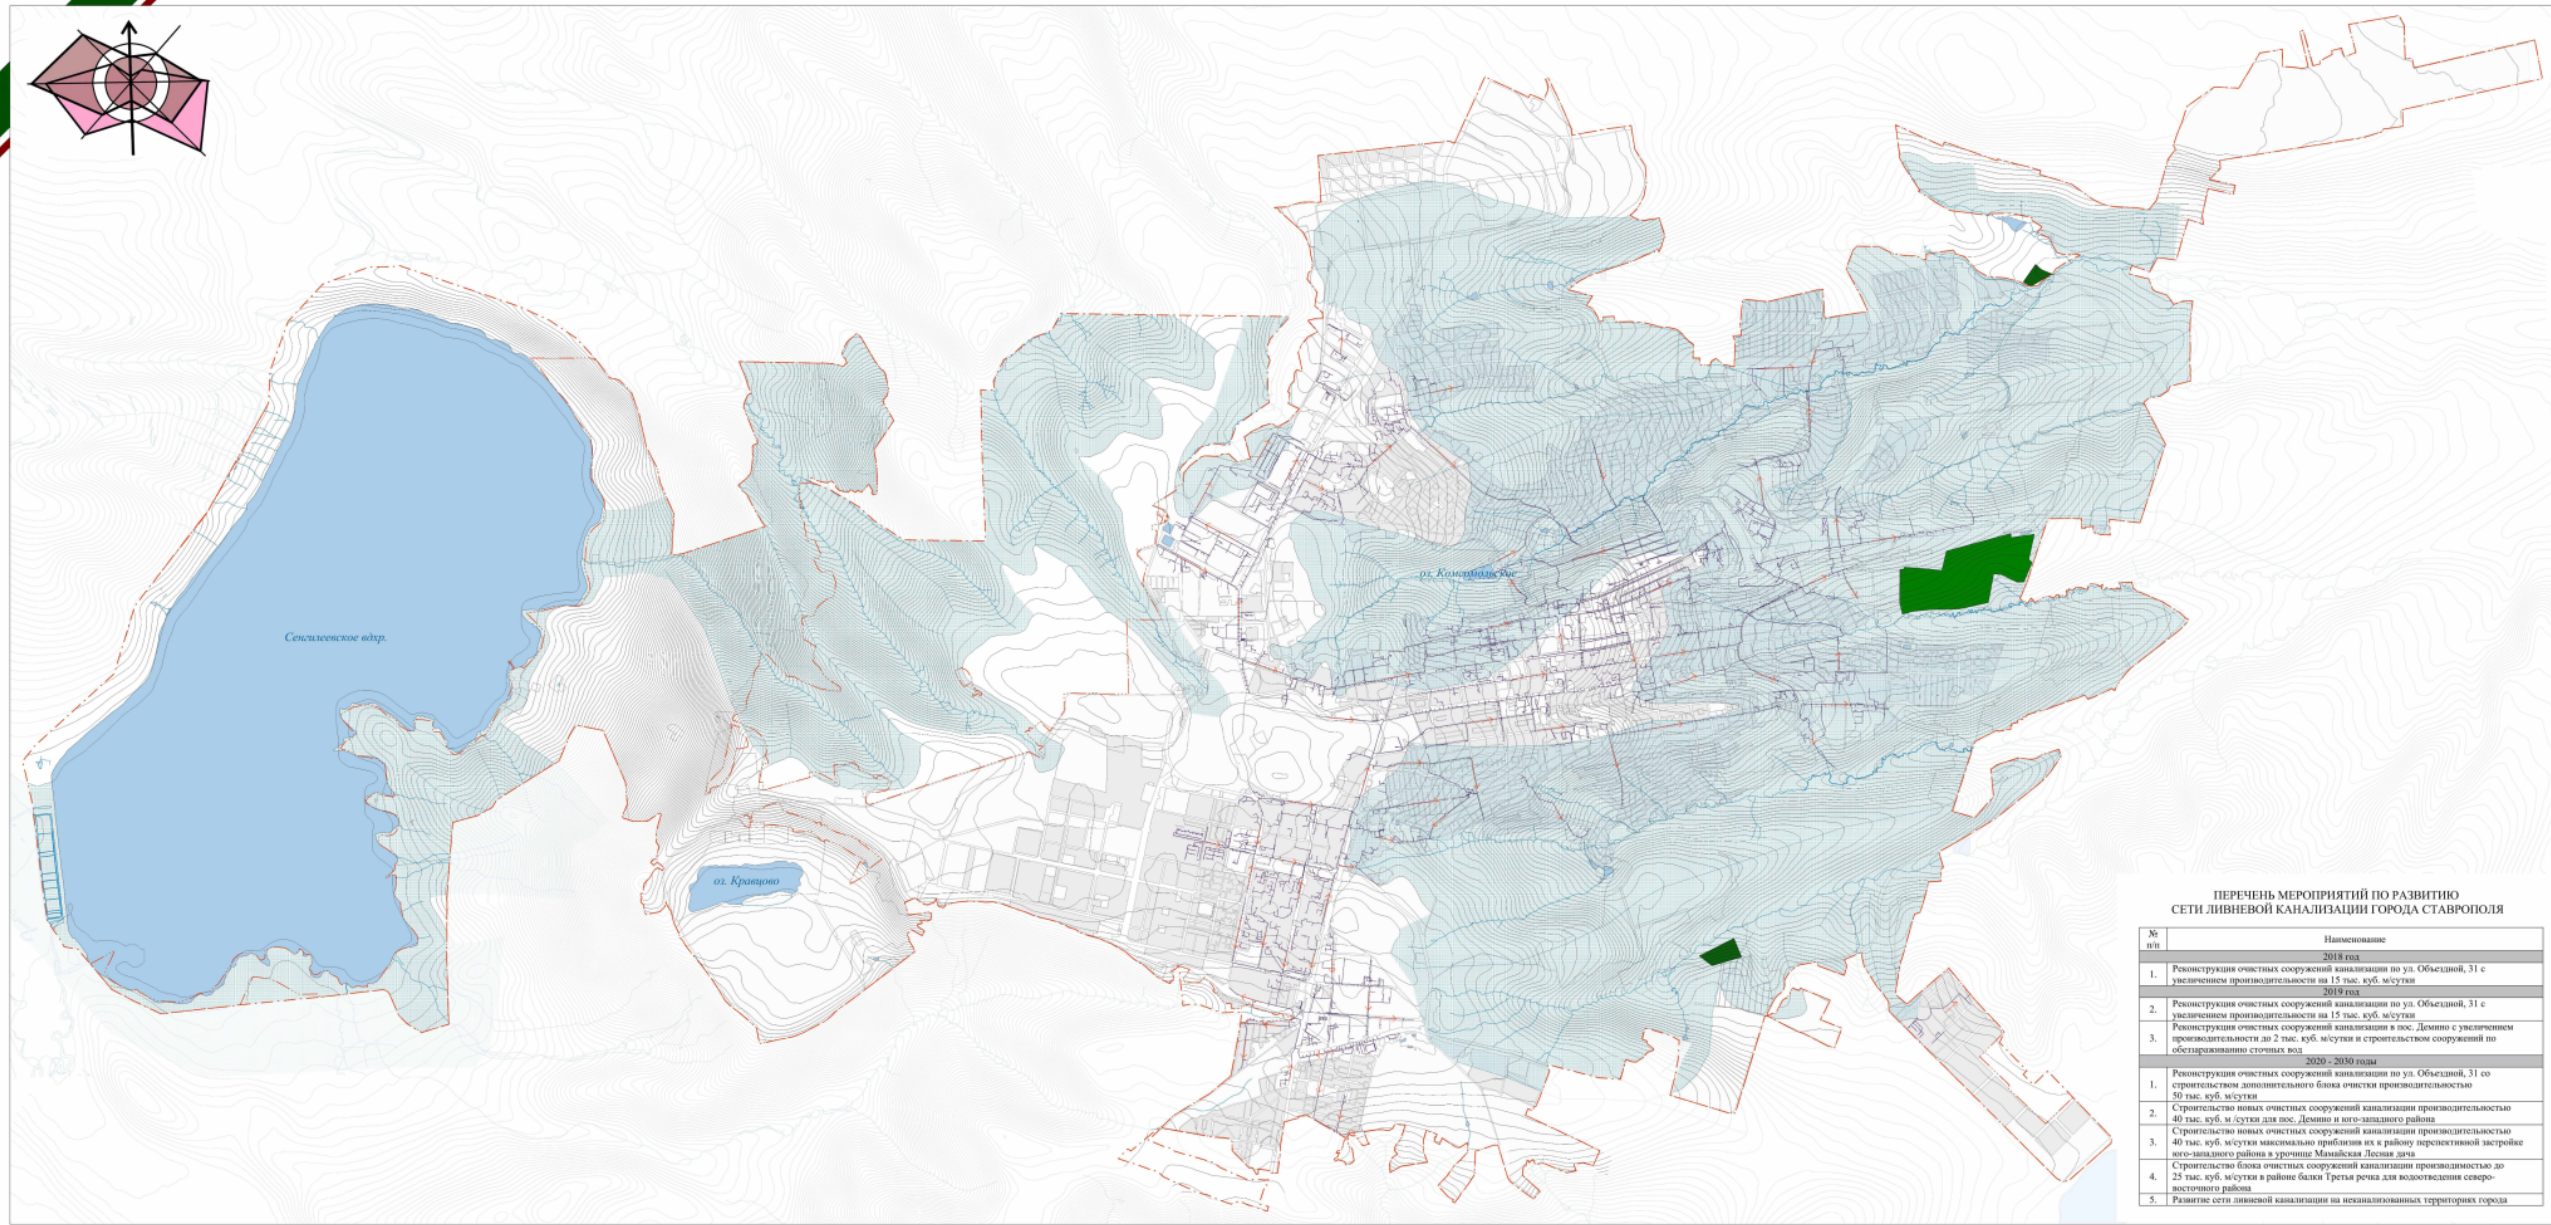 оз. Комсомольское
Сенгилеевское вдхр.
оз. Кравцово
ПЕРЕЧЕНЬ МЕРОПРИЯТИЙ ПО РАЗВИТИЮ
СЕТИ ЛИВНЕВОЙ КАНАЛИЗАЦИИ ГОРОДА СТАВРОПОЛЯ
№ п/п Наименование
2018 год
1. Реконструкция очистных сооружений канализации по ул. Объездной, 31 с
увеличением производительности на 15 тыс. куб. м/сутки
2019 год
2. Реконструкция очистных сооружений канализации по ул. Объездной, 31 с
увеличением производительности на 15 тыс. куб. м/сутки
3. Реконструкция очистных сооружений канализации в пос. Демино с увеличением
производительности до 2 тыс. куб. м/сутки и строительством сооружений по
обеззараживанию сточных вод
2020 - 2030 годы
1. Реконструкция очистных сооружений канализации по ул. Объездной, 31 со
строительством дополнительного блока очистки производительностью
50 тыс. куб. м/сутки
2. Строительство новых очистных сооружений канализации производительностью
40 тыс. куб. м /сутки для пос. Демино и юго-западного района
3. Строительство новых очистных сооружений канализации производительностью
40 тыс. куб. м/сутки максимально приблизив их к району перспективной застройке
юго-западного района в урочище Мамайская Лесная дача
4. Строительство блока очистных сооружений канализации производимостью до
25 тыс. куб. м/сутки в районе балки Третья речка для водоотведения северо-
восточного района
5. Развитие сети ливневой канализации на неканализованных территориях города